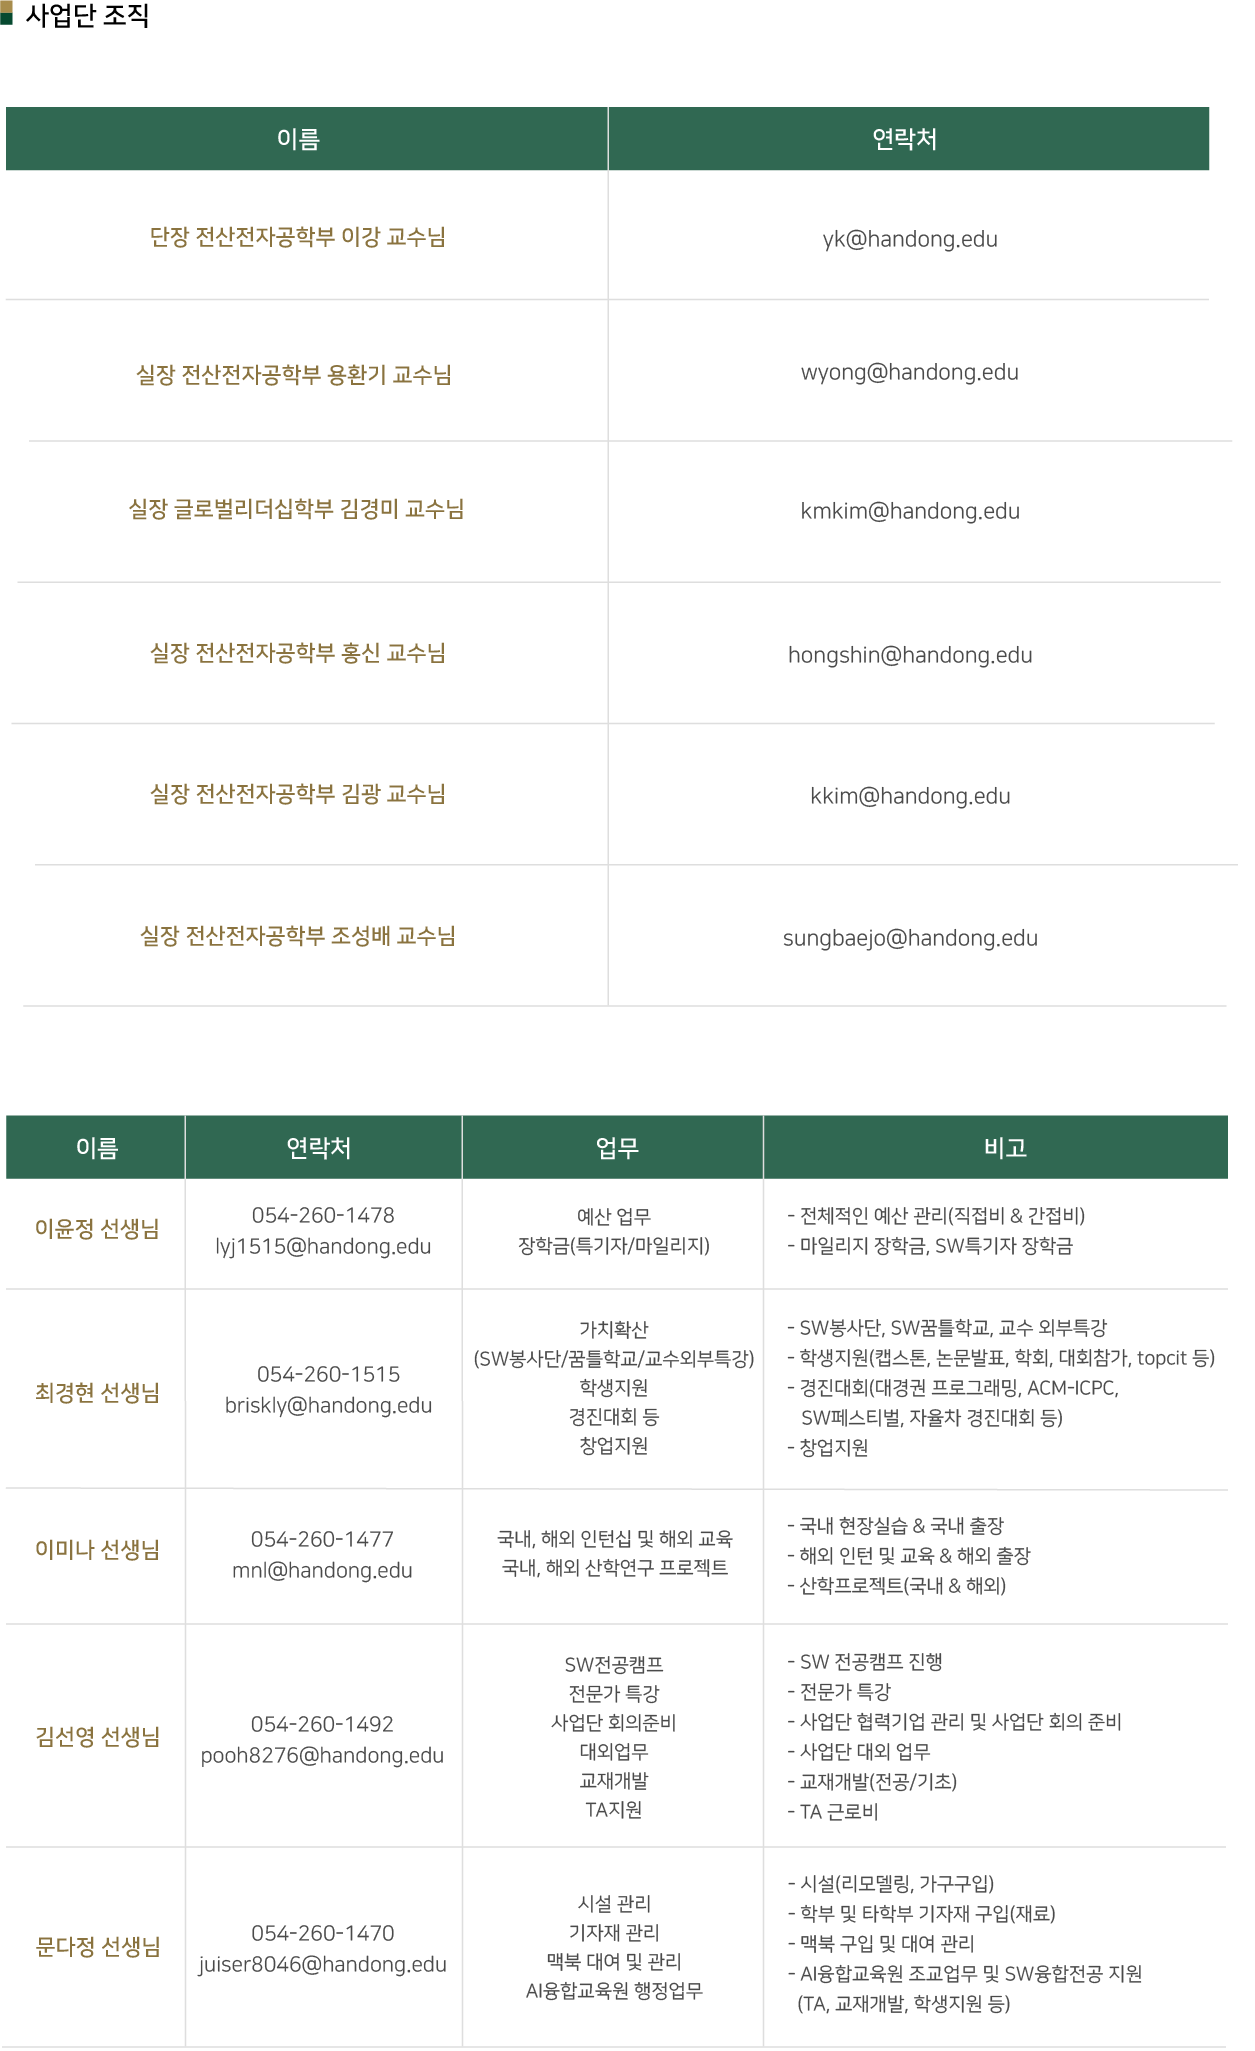 사업단 조직
이름 연락처
단장 전산전자공학부 이강 교수님 yk@handong.edu
실장 전산전자공학부 용환기 교수님 wyong@handong.edu
실장 글로벌리더십학부 김경미 교수님 kmkim@handong.edu
실장 전산전자공학부 홍신 교수님 hongshin@handong.edu
실장 전산전자공학부 김광 교수님 kkim@handong.edu
실장 전산전자공학부 조성배 교수님 sungbaejo@handong.edu
이름 연락처 업무 비고
이윤정 선생님
054-260-1478
lyj1515@handong.edu
예산 업무
장학금(특기자/마일리지)
- 전체적인 예산 관리(직접비 & 간접비)
- 마일리지 장학금, SW특기자 장학금
최경현 선생님
054-260-1515
briskly@handong.edu
가치확산
(SW봉사단/꿈틀학교/교수외부특강)
학생지원
경진대회 등
창업지원
- SW봉사단, SW꿈틀학교, 교수 외부특강
- 학생지원(캡스톤, 논문발표, 학회, 대회참가, topcit 등)
- 경진대회(대경권 프로그래밍, ACM-ICPC,
SW페스티벌, 자율차 경진대회 등)
- 창업지원
이미나 선생님
054-260-1477
mnl@handong.edu
국내, 해외 인턴십 및 해외 교육
국내, 해외 산학연구 프로젝트
- 국내 현장실습 & 국내 출장
- 해외 인턴 및 교육 & 해외 출장
- 산학프로젝트(국내 & 해외)
김선영 선생님
054-260-1492
pooh8276@handong.edu
SW전공캠프
전문가 특강
사업단 회의준비
대외업무
교재개발
TA지원
- SW 전공캠프 진행
- 전문가 특강
- 사업단 협력기업 관리 및 사업단 회의 준비
- 사업단 대외 업무
- 교재개발(전공/기초)
- TA 근로비
문다정 선생님
054-260-1470
juiser8046@handong.edu
시설 관리
기자재 관리
맥북 대여 및 관리
AI융합교육원 행정업무
- 시설(리모델링, 가구구입)
- 학부 및 타학부 기자재 구입(재료)
- 맥북 구입 및 대여 관리
- AI융합교육원 조교업무 및 SW융합전공 지원
(TA, 교재개발, 학생지원 등)